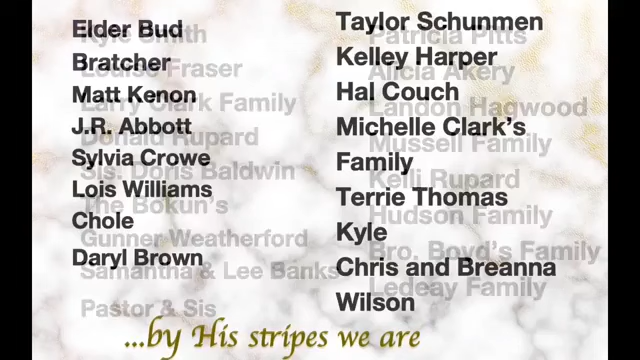 Elder Bud
Bratcher
Matt Kenon
J.R. Abbott
Sylvia Crowe
Lois Williams
Chole
Daryl Brown
Taylor Schunmen
Kelley Harper
Hal Couch
Michelle Clark's
Family
Terrie Thomas
Kyle
Chris and Breanna
Wilson
Kyle Smith
Louise Fraser
Larry Clark Family
Donald Rupard
Sis. Doris Baldwin
The Bokun's
Gunner Weatherford
Samantha & Lee Banks
Pastor & Sis
Patricia Pitts
Alicia Akery
Landon Hagwood
Mussell Family
Kelli Rupard
Hudson Family
Bro. Boyd's Family
Ledeay Family
...by His stripes we are